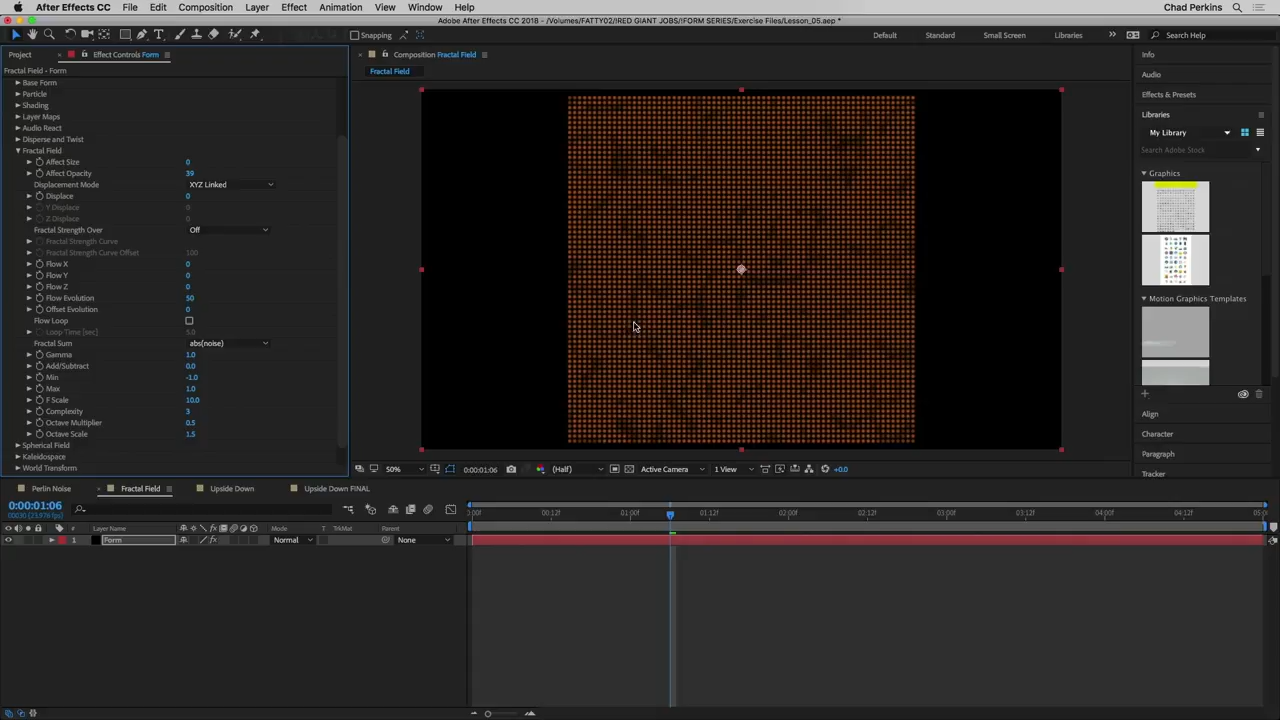 After Effects CC File Edit Composition Layer Effect Animation View Window Help Chad Perkins
Adobe After Effects CC 2018 - /Volumes/FATTY02/!RED GIANT JOBS/!FORM SERIES/Exercise Files/Lesson_05.aep *
Snapping Default Standard Small Screen Libraries Search Help
Project Effect Controls Form
Fractal Field • Form
Base Form
Particle
Shading
Layer Maps
Audio React
Disperse and Twist
Fractal Field
Affect Size 0
Affect Opacity 39
Displacement Mode XYZ Linked
Displace 0
Y Displace 0
Z Displace 0
Fractal Strength Over Off
Fractal Strength Curve
Fractal Strength Curve Offset 100
Flow X 0
Flow Y 0
Flow Z 0
Flow Evolution 50
Offset Evolution 0
Flow Loop
Loop Time [sec] 5.0
Fractal Sum abs(noise)
Gamma 1.0
Add/Subtract 0.0
Min -1.0
Max 1.0
F Scale 10.0
Complexity 3
Octave Multiplier 0.5
Octave Scale 1.5
Spherical Field
Kaleidospace
World Transform
Composition Fractal Field
Fractal Field
50% 0:00:01:06 (Half) Active Camera 1 View +0.0
Info
Audio
Effects & Presets
Libraries
My Library
Search Adobe Stock
Graphics
Motion Graphics Templates
Align
Character
Paragraph
Tracker
Perlin Noise Fractal Field Upside Down Upside Down FINAL
0:00:01:06
00030 (23.976 fps)
# Layer Name Mode T TrkMat Parent
1 Form Normal None
00:12f 01:00f 01:12f 02:00f 02:12f 03:00f 03:12f 04:00f 04:12f